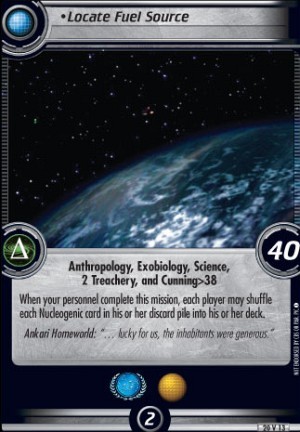 •Locate Fuel Source
Δ
40
Anthropology, Exobiology, Science,
2 Treachery, and Cunning>38
When your personnel complete this mission, each player may shuffle
each Nucleogenic card in his or her discard pile into his or her deck.
Ankari Homeworld: "… lucky for us, the inhabitants were generous."
2